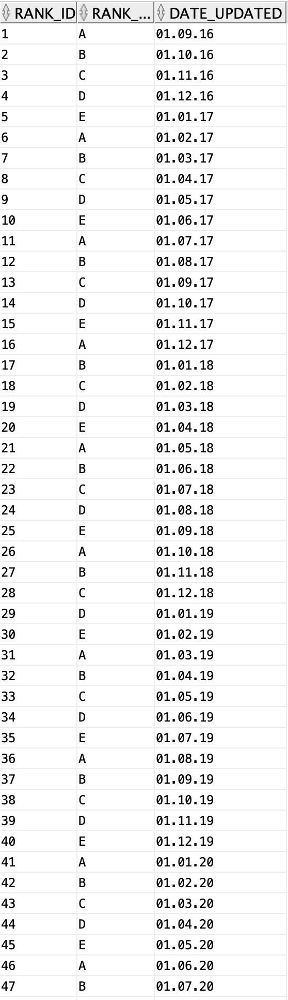 RANK_ID RANK_... DATE_UPDATED
1 A 01.09.16
2 B 01.10.16
3 C 01.11.16
4 D 01.12.16
5 E 01.01.17
6 A 01.02.17
7 B 01.03.17
8 C 01.04.17
9 D 01.05.17
10 E 01.06.17
11 A 01.07.17
12 B 01.08.17
13 C 01.09.17
14 D 01.10.17
15 E 01.11.17
16 A 01.12.17
17 B 01.01.18
18 C 01.02.18
19 D 01.03.18
20 E 01.04.18
21 A 01.05.18
22 B 01.06.18
23 C 01.07.18
24 D 01.08.18
25 E 01.09.18
26 A 01.10.18
27 B 01.11.18
28 C 01.12.18
29 D 01.01.19
30 E 01.02.19
31 A 01.03.19
32 B 01.04.19
33 C 01.05.19
34 D 01.06.19
35 E 01.07.19
36 A 01.08.19
37 B 01.09.19
38 C 01.10.19
39 D 01.11.19
40 E 01.12.19
41 A 01.01.20
42 B 01.02.20
43 C 01.03.20
44 D 01.04.20
45 E 01.05.20
46 A 01.06.20
47 B 01.07.20